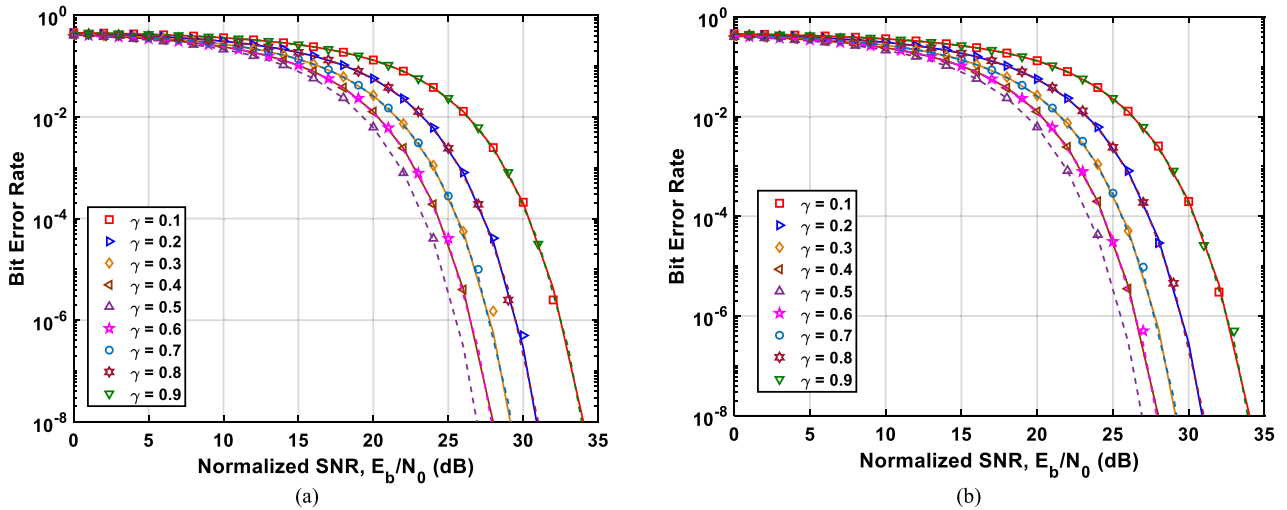 10^0
10^-2
10^-4
10^-6
10^-8
Bit Error Rate
γ = 0.1
γ = 0.2
γ = 0.3
γ = 0.4
γ = 0.5
γ = 0.6
γ = 0.7
γ = 0.8
γ = 0.9
0 5 10 15 20 25 30 35
Normalized SNR, E_b/N_0 (dB)
(a)
10^0
10^-2
10^-4
10^-6
10^-8
Bit Error Rate
γ = 0.1
γ = 0.2
γ = 0.3
γ = 0.4
γ = 0.5
γ = 0.6
γ = 0.7
γ = 0.8
γ = 0.9
0 5 10 15 20 25 30 35
Normalized SNR, E_b/N_0 (dB)
(b)